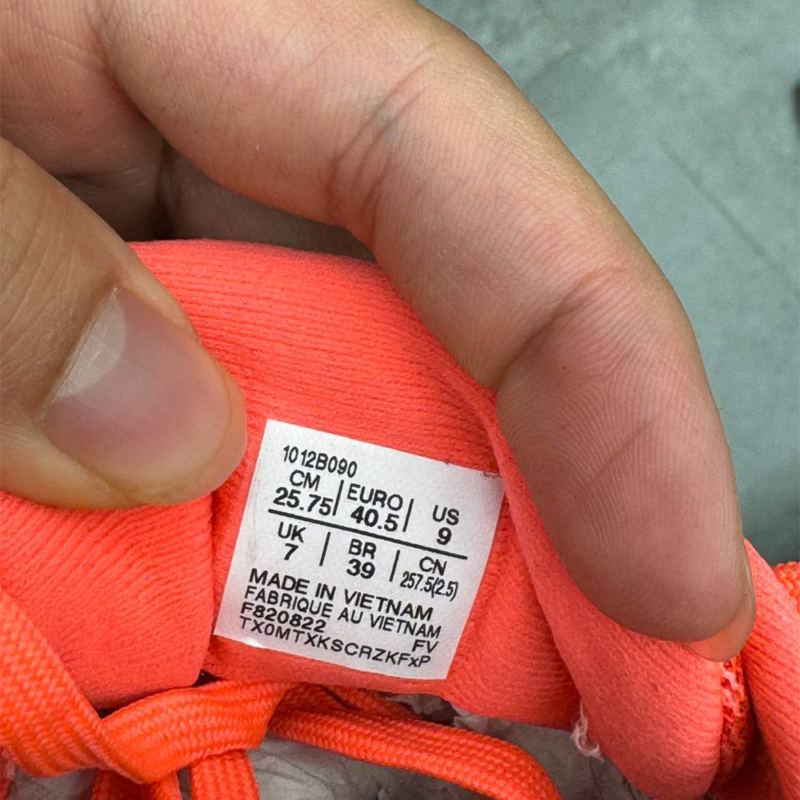 1012B090
CM EURO US
25.75 40.5 9
UK BR CN
7 39 257.5(2.5)
MADE IN VIETNAM
FABRIQUE AU VIETNAM
F820822 FV
TX0MTXKSCRZKFxP